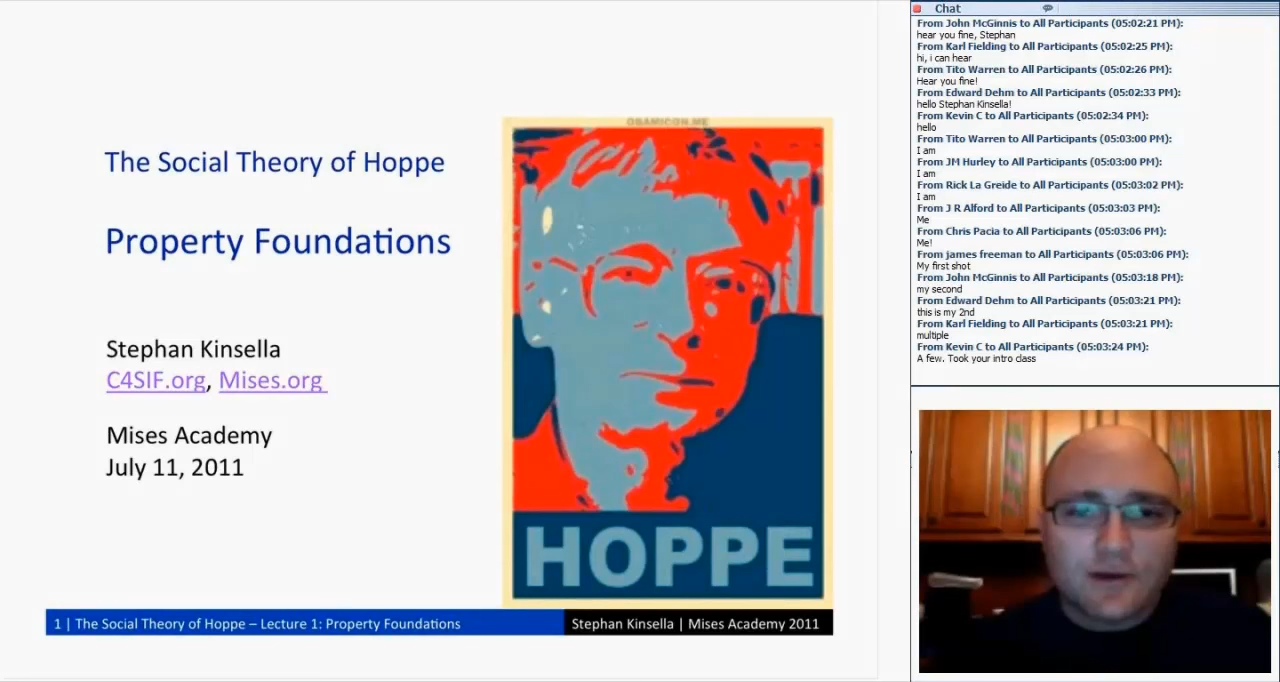 The Social Theory of Hoppe
Property Foundations
Stephan Kinsella
C4SIF.org, Mises.org
Mises Academy
July 11, 2011
OBAMICON.ME
HOPPE
1 | The Social Theory of Hoppe – Lecture 1: Property Foundations
Stephan Kinsella | Mises Academy 2011
Chat
From John McGinnis to All Participants (05:02:21 PM):
hear you fine, Stephan
From Karl Fielding to All Participants (05:02:25 PM):
hi, i can hear
From Tito Warren to All Participants (05:02:26 PM):
Hear you fine!
From Edward Dehm to All Participants (05:02:33 PM):
hello Stephan Kinsella!
From Kevin C to All Participants (05:02:34 PM):
hello
From Tito Warren to All Participants (05:03:00 PM):
I am
From JM Hurley to All Participants (05:03:00 PM):
I am
From Rick La Greide to All Participants (05:03:02 PM):
I am
From J R Alford to All Participants (05:03:03 PM):
Me
From Chris Pacia to All Participants (05:03:06 PM):
Me!
From james freeman to All Participants (05:03:06 PM):
My first shot
From John McGinnis to All Participants (05:03:18 PM):
my second
From Edward Dehm to All Participants (05:03:21 PM):
this is my 2nd
From Karl Fielding to All Participants (05:03:21 PM):
multiple
From Kevin C to All Participants (05:03:24 PM):
A few. Took your intro class